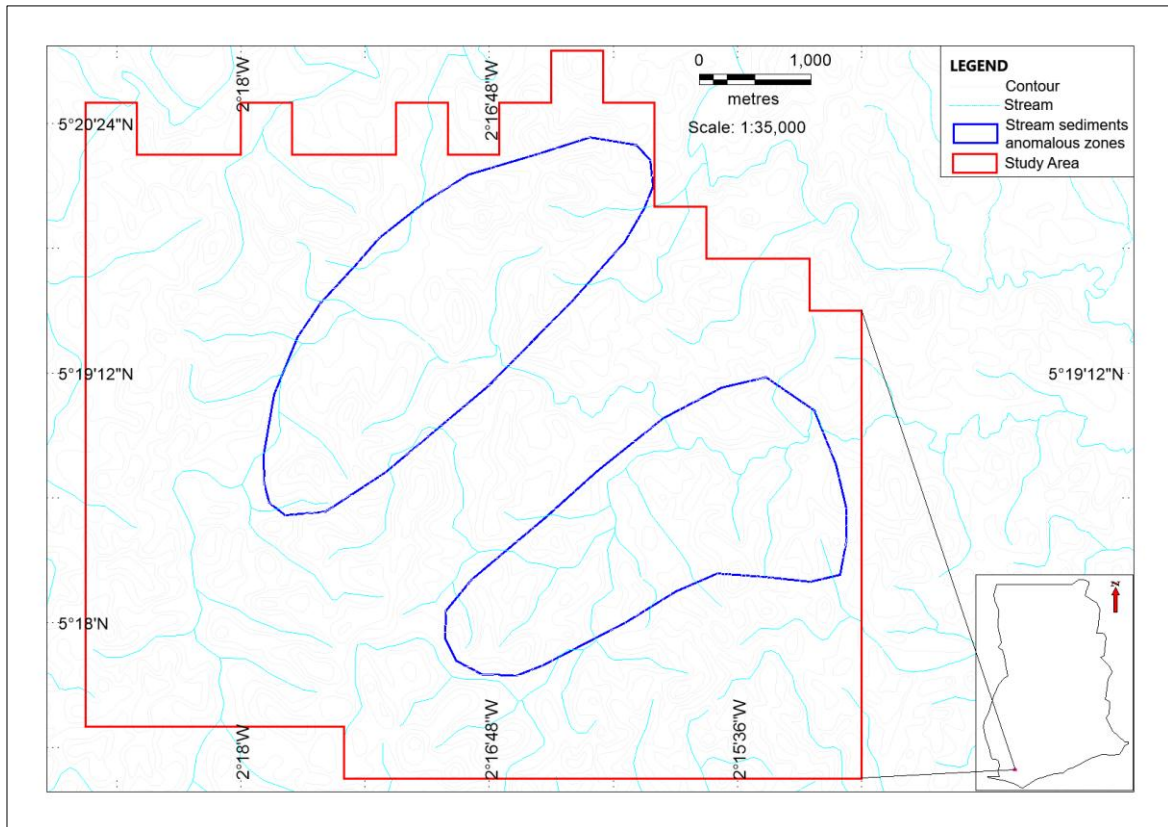 2°18'W
2°16'48"W
0 1,000
metres
Scale: 1:35,000
LEGEND
Contour
Stream
Stream sediments
anomalous zones
Study Area
5°20'24"N
5°19'12"N
5°19'12"N
5°18'N
2°18'W
2°16'48"W
2°15'36"W
N